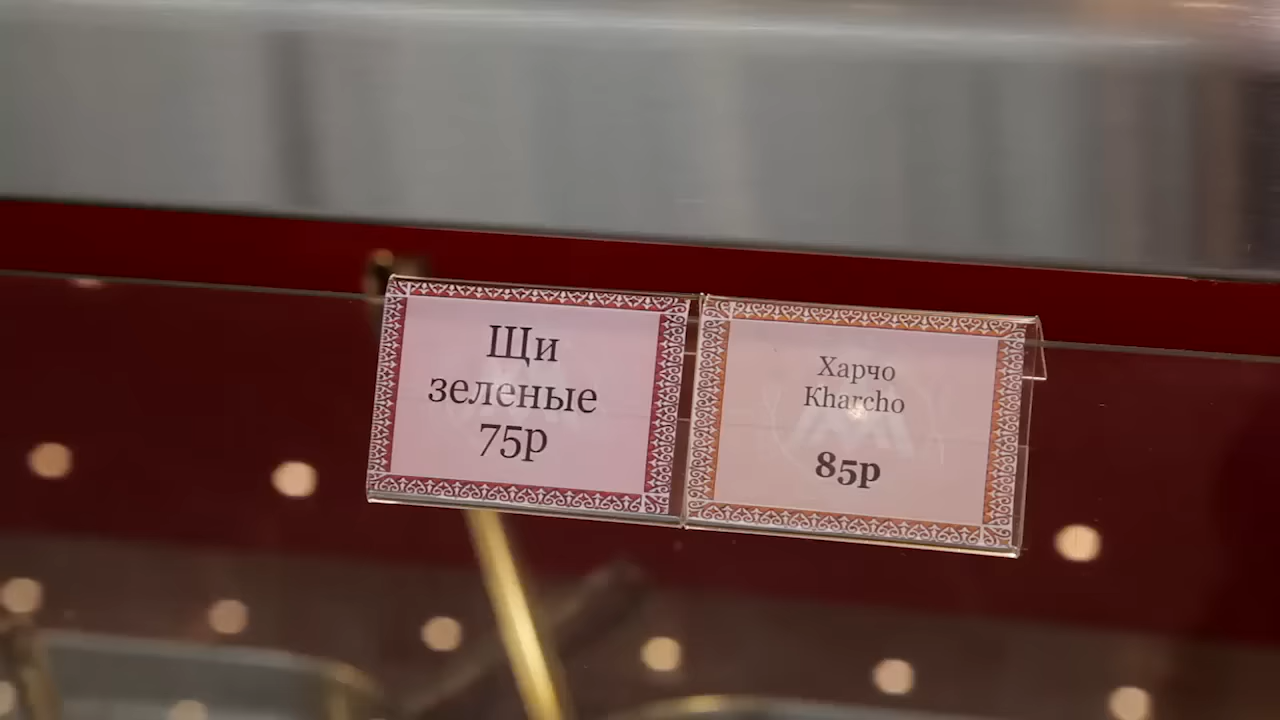 Щи
зеленые
75р
Харчо
Kharcho
85р